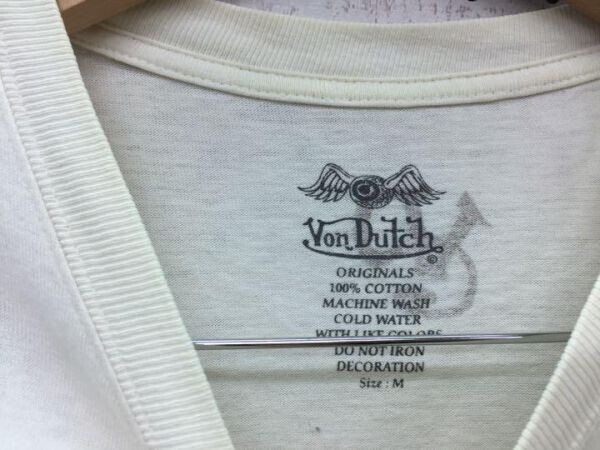 Von Dutch
©
ORIGINALS
100% COTTON
MACHINE WASH
COLD WATER
WITH LIKE COLORS
DO NOT IRON
DECORATION
Size : M